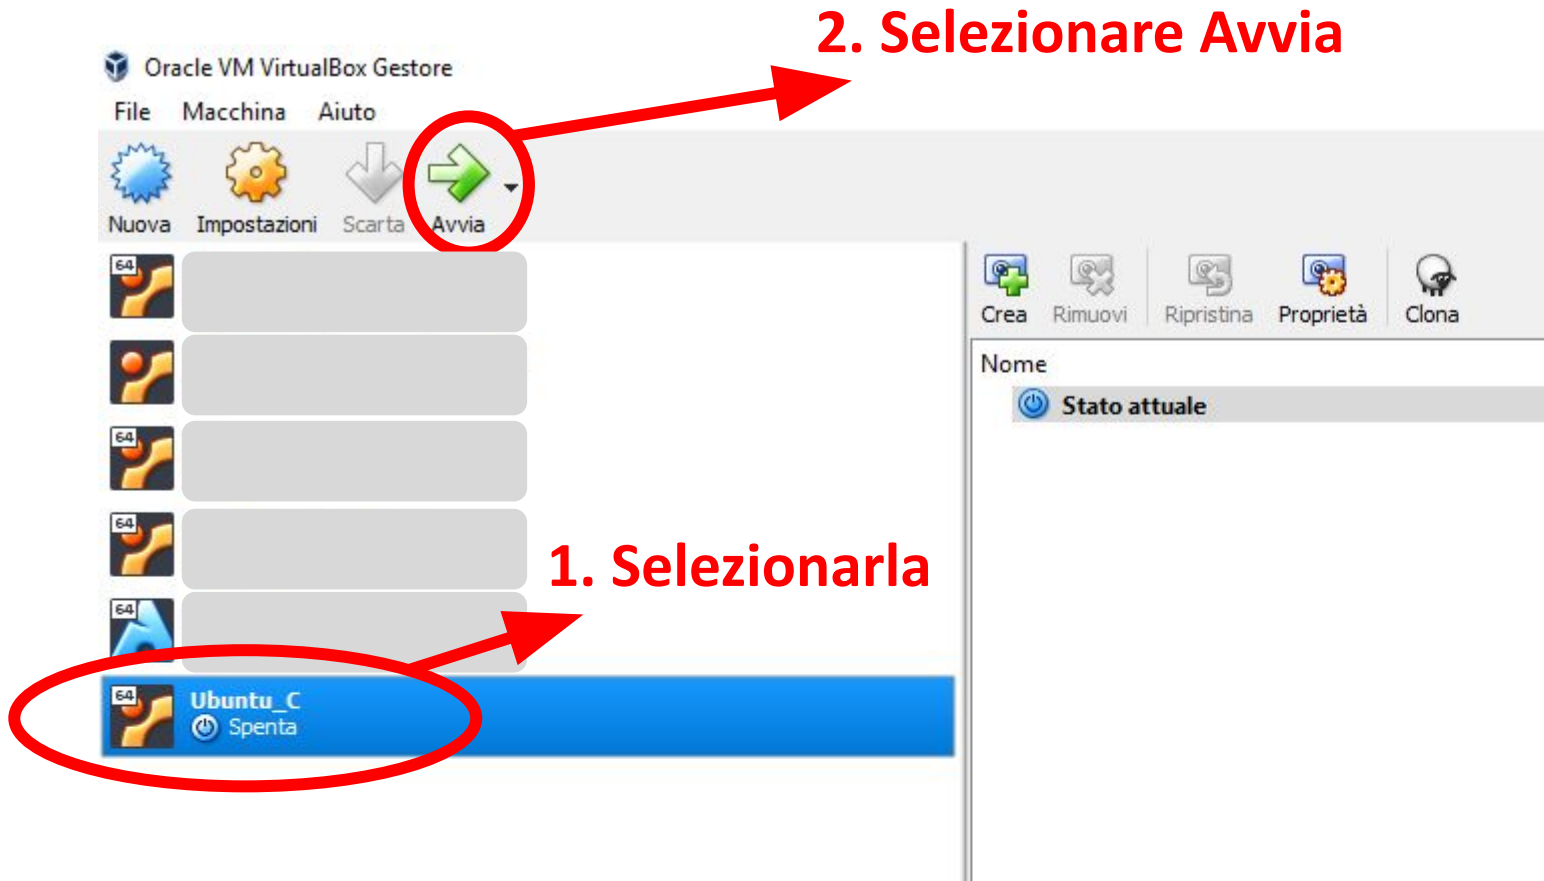 2. Selezionare Avvia
Oracle VM VirtualBox Gestore
File Macchina Aiuto
Nuova Impostazioni Scarta Avvia
64
Crea Rimuovi Ripristina Proprietà Clona
Nome
Stato attuale
64
64
1. Selezionarla
64
64
Ubuntu_C
Spenta